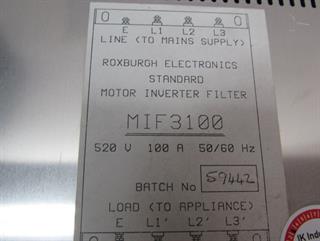 E L1 L2 L3
LINE (TO MAINS SUPPLY)
ROXBURGH ELECTRONICS
STANDARD
MOTOR INVERTER FILTER
MIF3100
520 V 100 A 50/60 Hz
BATCH No 59442
LOAD (TO APPLIANCE)
E L1' L2' L3'